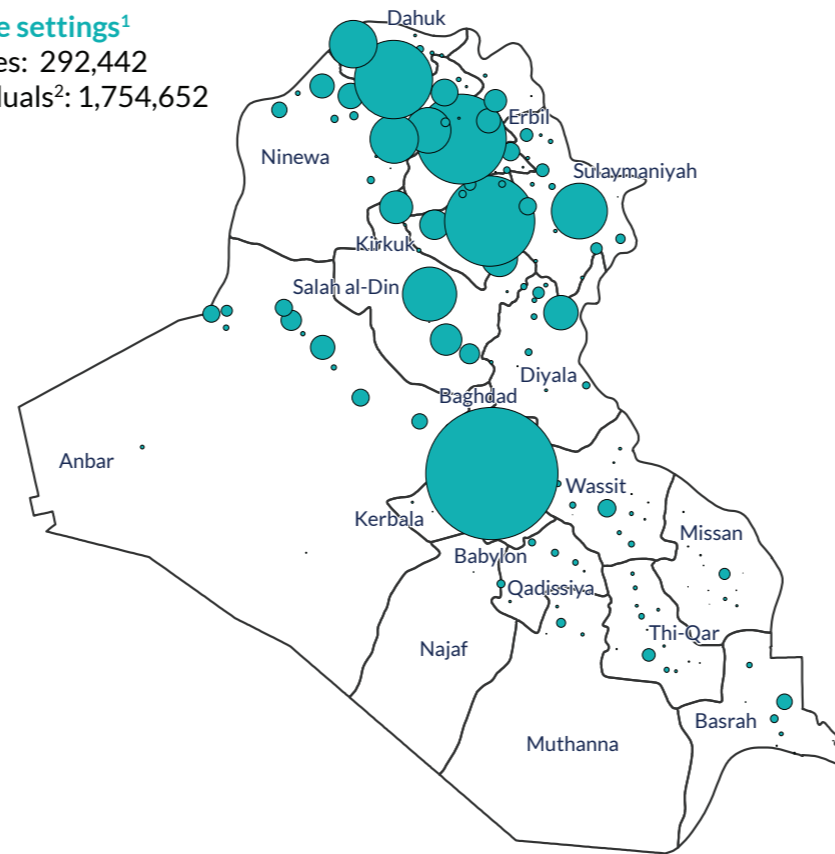 e settings¹
es: 292,442
duals²: 1,754,652
Dahuk
Erbil
Ninewa
Sulaymaniyah
Kirkuk
Salah al-Din
Diyala
Baghdad
Anbar
Wassit
Kerbala
Missan
Babylon
Qadissiya
Thi-Qar
Najaf
Basrah
Muthanna